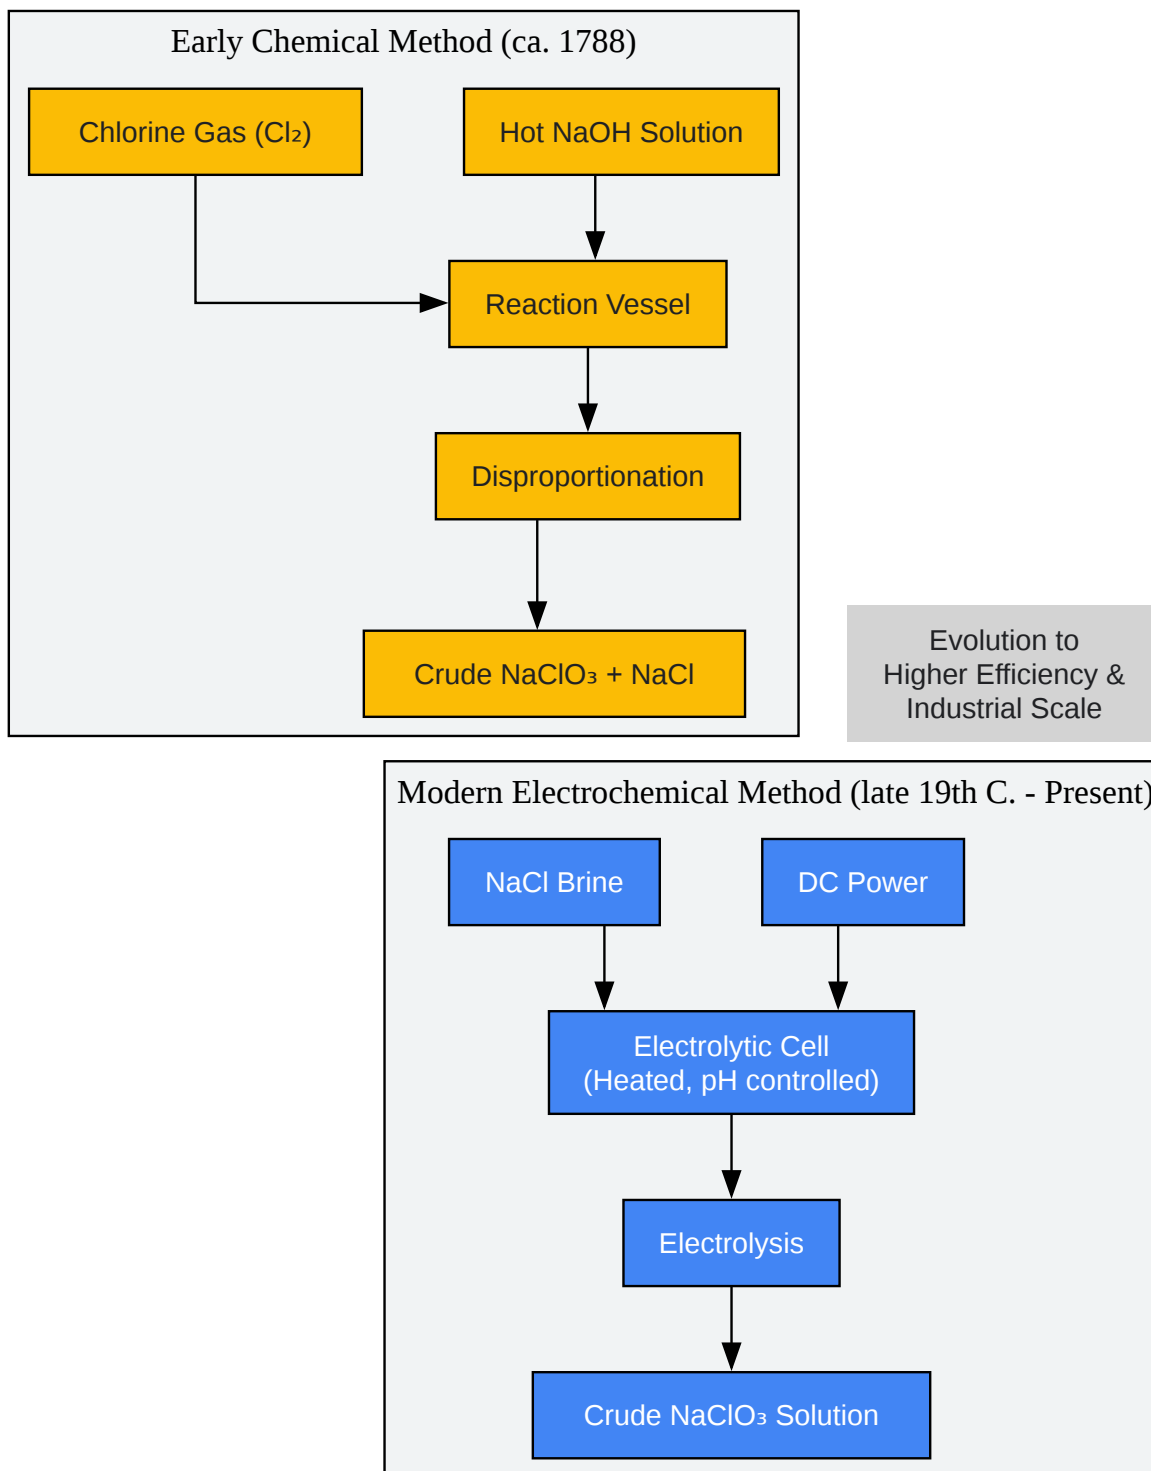 Early Chemical Method (ca. 1788)
Chlorine Gas (Cl₂)
Hot NaOH Solution
Reaction Vessel
Disproportionation
Crude NaClO₃ + NaCl
Evolution to
Higher Efficiency &
Industrial Scale
Modern Electrochemical Method (late 19th C. - Present)
NaCl Brine
DC Power
Electrolytic Cell
(Heated, pH controlled)
Electrolysis
Crude NaClO₃ Solution